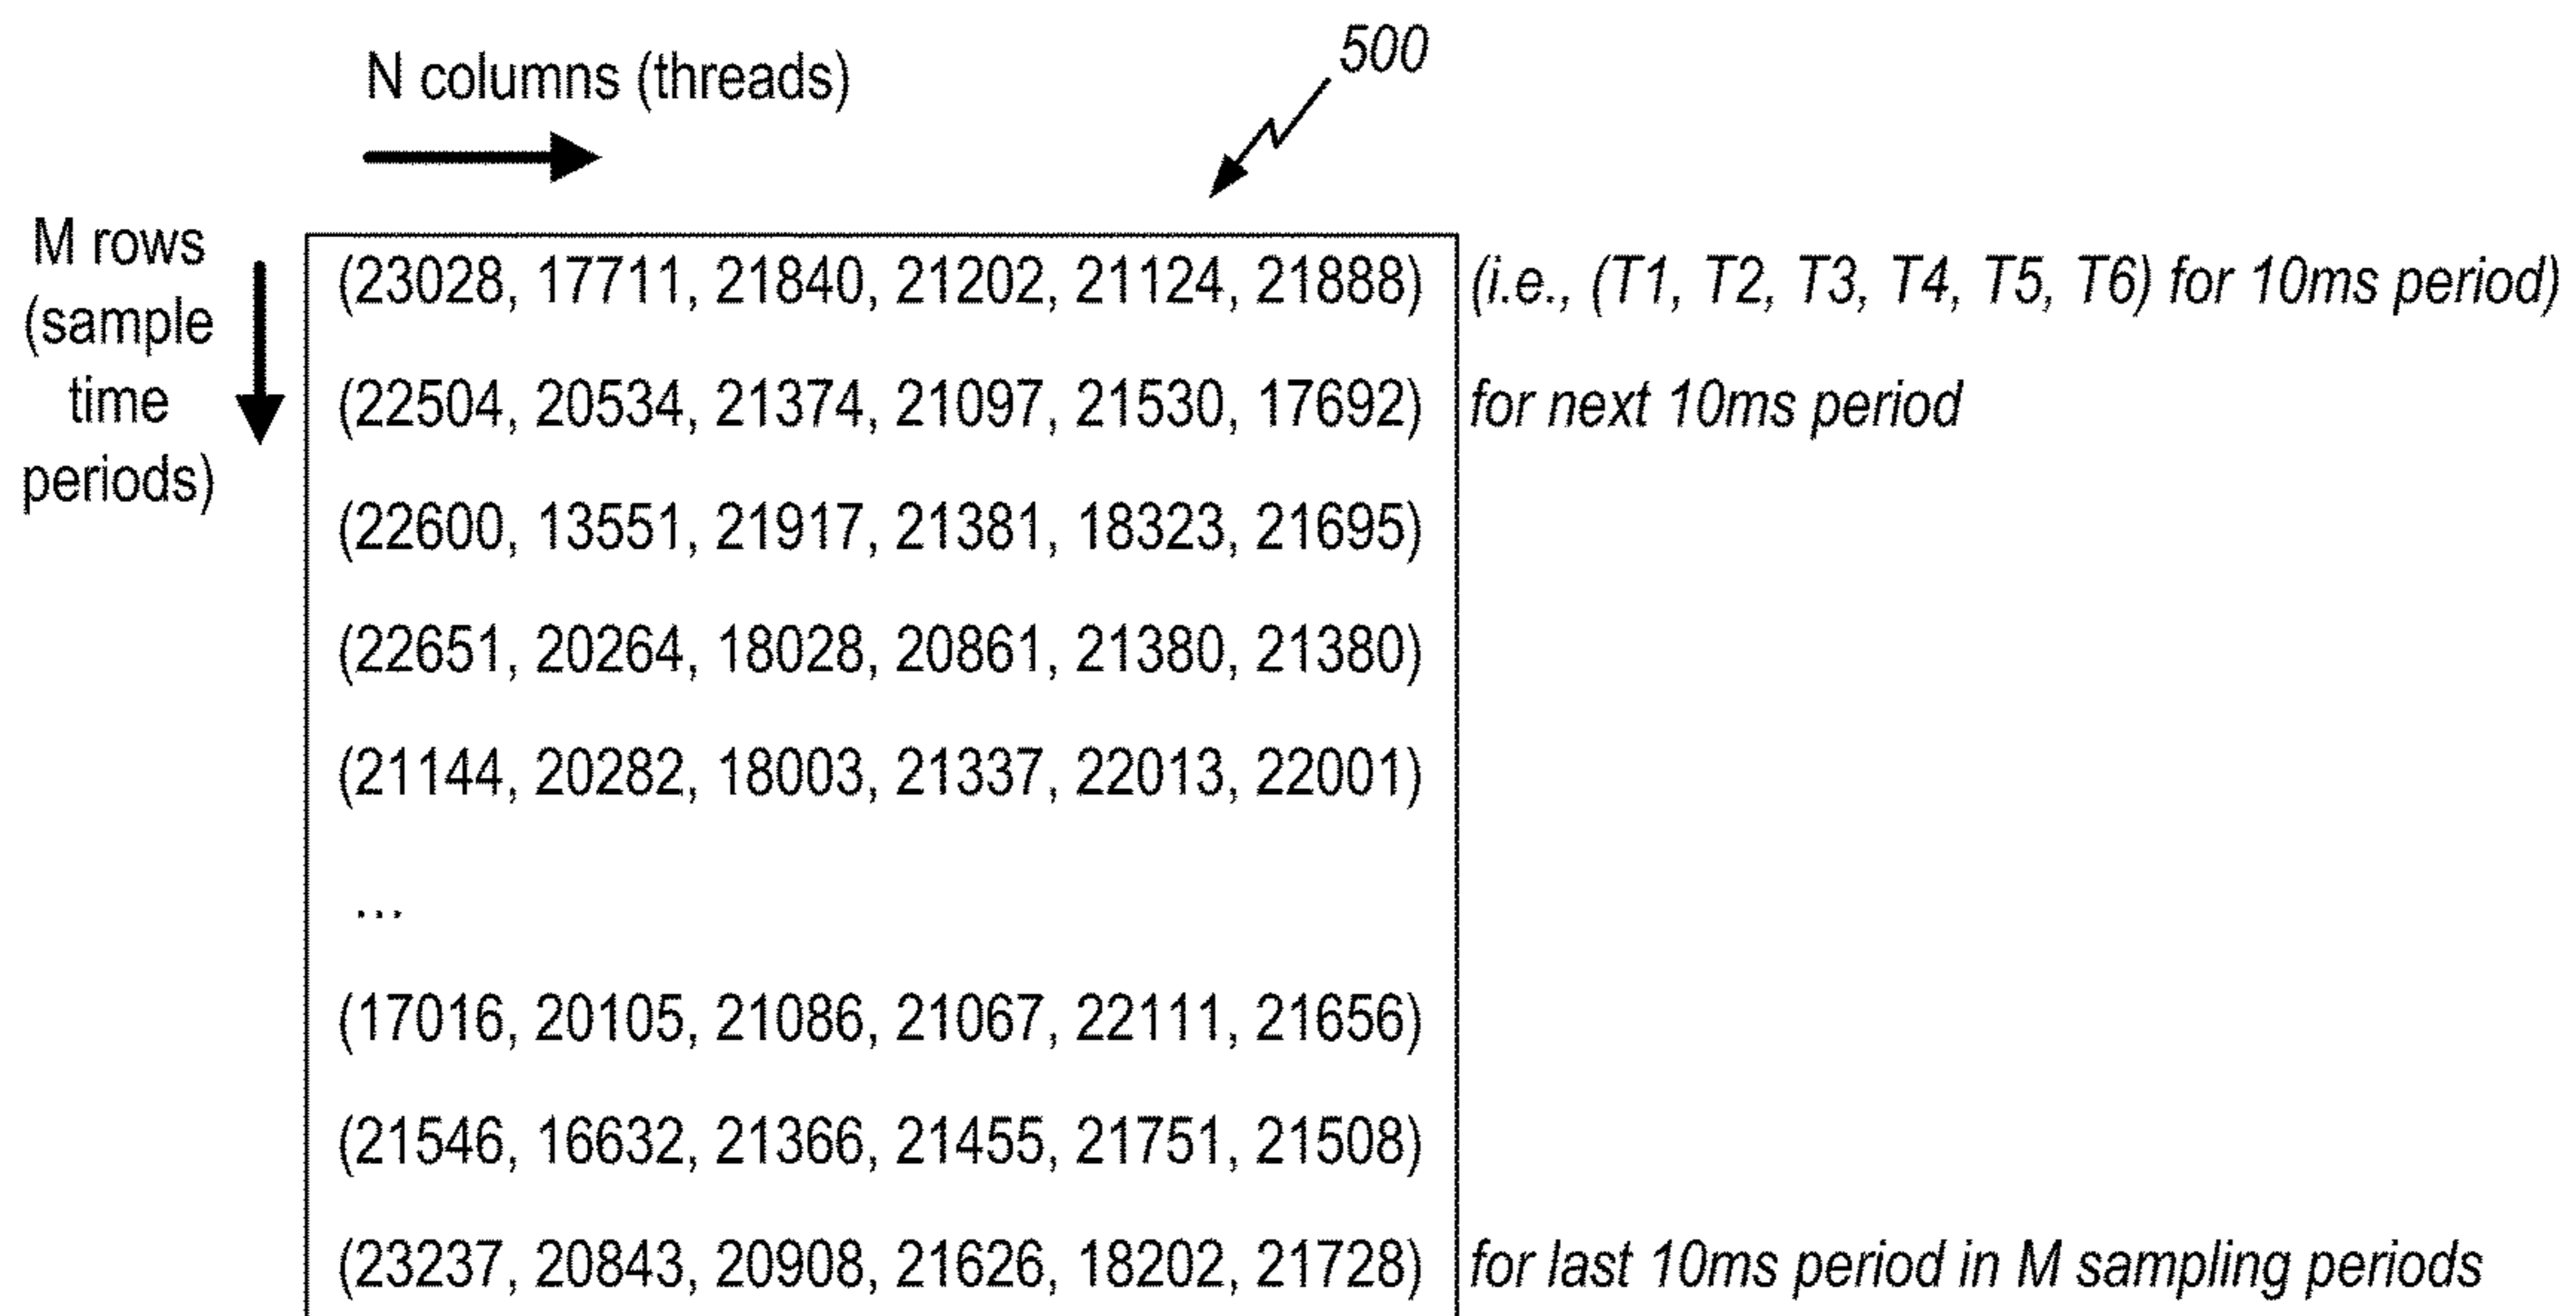 500
N columns (threads)
M rows
(sample
time
periods)
(23028, 17711, 21840, 21202, 21124, 21888) (i.e., (T1, T2, T3, T4, T5, T6) for 10ms period)
(22504, 20534, 21374, 21097, 21530, 17692) for next 10ms period
(22600, 13551, 21917, 21381, 18323, 21695)
(22651, 20264, 18028, 20861, 21380, 21380)
(21144, 20282, 18003, 21337, 22013, 22001)
...
(17016, 20105, 21086, 21067, 22111, 21656)
(21546, 16632, 21366, 21455, 21751, 21508)
(23237, 20843, 20908, 21626, 18202, 21728) for last 10ms period in M sampling periods